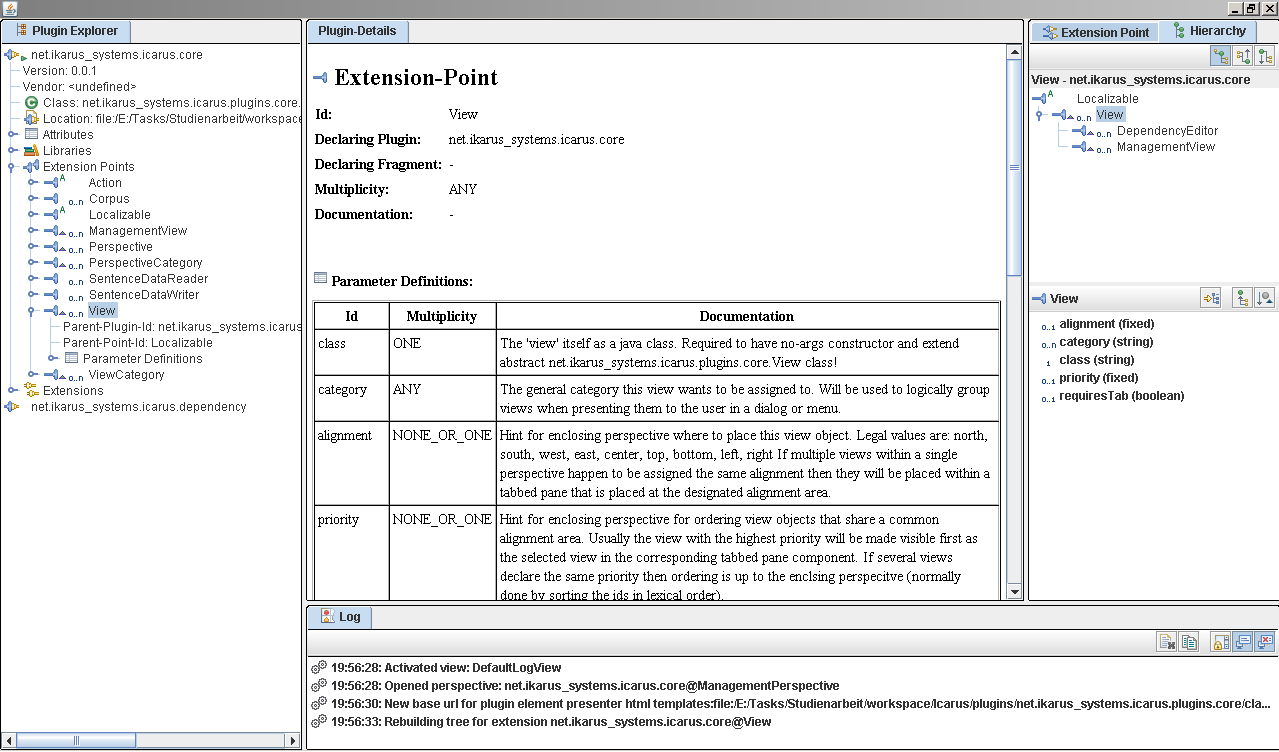 Plugin Explorer
net.ikarus_systems.icarus.core
Version: 0.0.1
Vendor: <undefined>
Class: net.ikarus_systems.icarus.plugins.core.
Location: file:/E:/Tasks/Studienarbeit/workspace
Attributes
Libraries
Extension Points
A Action
0..n Corpus
A Localizable
0..n ManagementView
0..n Perspective
0..n PerspectiveCategory
0..n SentenceDataReader
0..n SentenceDataWriter
0..n View
Parent-Plugin-Id: net.ikarus_systems.icarus
Parent-Point-Id: Localizable
Parameter Definitions
0..n ViewCategory
Extensions
net.ikarus_systems.icarus.dependency
Plugin-Details
Extension-Point
Id: View
Declaring Plugin: net.ikarus_systems.icarus.core
Declaring Fragment: -
Multiplicity: ANY
Documentation: -
Parameter Definitions:
Id Multiplicity Documentation
class ONE The 'view' itself as a java class. Required to have no-args constructor and extend
abstract net.ikarus_systems.icarus.plugins.core.View class!
category ANY The general category this view wants to be assigned to. Will be used to logically group
views when presenting them to the user in a dialog or menu.
alignment NONE_OR_ONE Hint for enclosing perspective where to place this view object. Legal values are: north,
south, west, east, center, top, bottom, left, right If multiple views within a single
perspective happen to be assigned the same alignment then they will be placed within a
tabbed pane that is placed at the designated alignment area.
priority NONE_OR_ONE Hint for enclosing perspective for ordering view objects that share a common
alignment area. Usually the view with the highest priority will be made visible first as
the selected view in the corresponding tabbed pane component. If several views
declare the same priority then ordering is up to the enclsing perspecitve (normally
done by sorting the ids in lexical order).
Extension Point Hierarchy
View - net.ikarus_systems.icarus.core
A Localizable
0..n View
0..n DependencyEditor
0..n ManagementView
View
0..1 alignment (fixed)
0..n category (string)
1 class (string)
0..1 priority (fixed)
0..1 requiresTab (boolean)
Log
19:56:28: Activated view: DefaultLogView
19:56:28: Opened perspective: net.ikarus_systems.icarus.core@ManagementPerspective
19:56:30: New base url for plugin element presenter html templates:file:/E:/Tasks/Studienarbeit/workspace/Icarus/plugins/net.ikarus_systems.icarus.plugins.core/cla...
19:56:33: Rebuilding tree for extension net.ikarus_systems.icarus.core@View